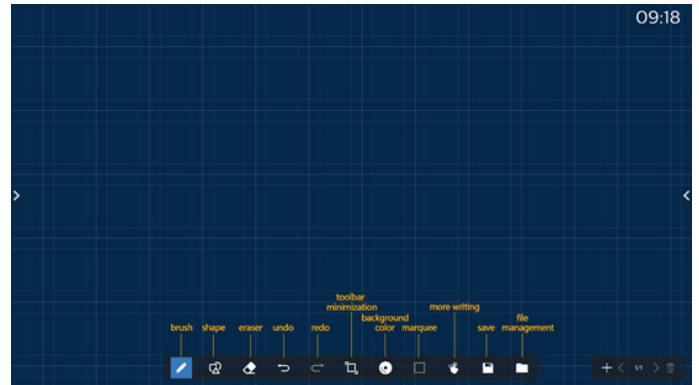 09:18
toolbar
minimization
more writing
background
color
file
management
brush
shape
eraser
undo
redo
marquee
save
1/1